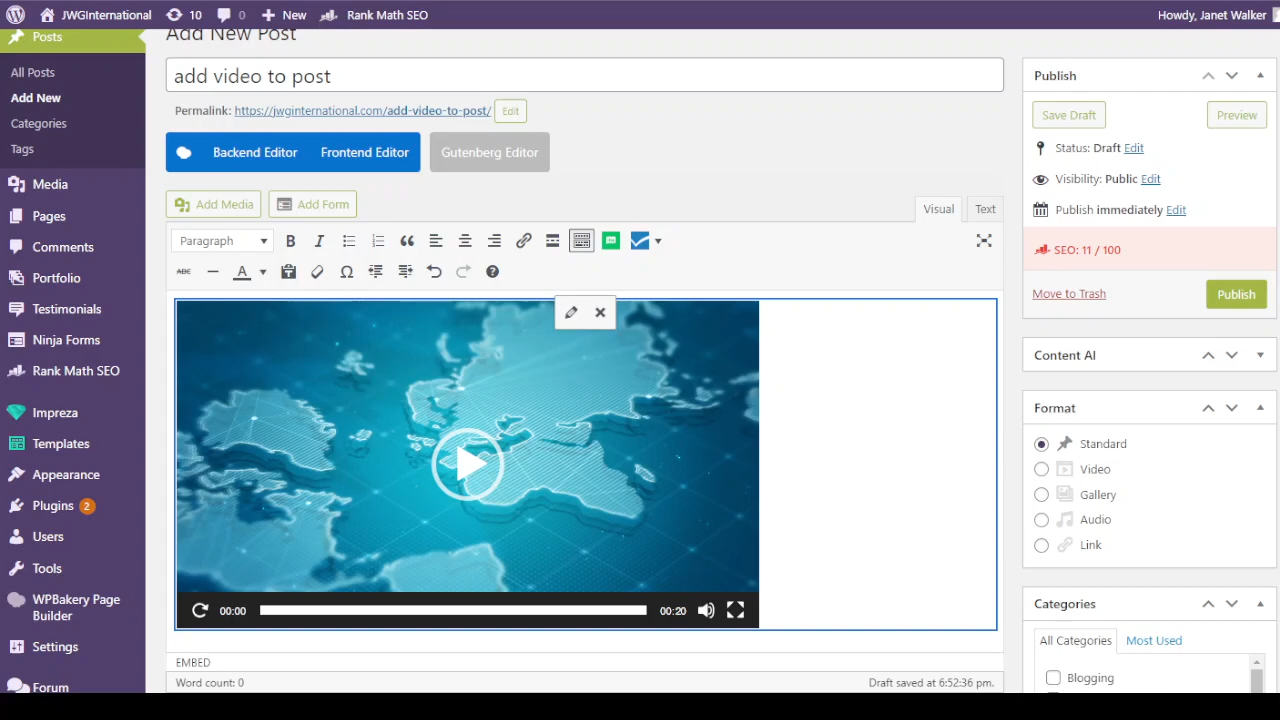 JWGInternational 10 0 New Rank Math SEO Howdy, Janet Walker
Posts
All Posts
Add New
Categories
Tags
Media
Pages
Comments
Portfolio
Testimonials
Ninja Forms
Rank Math SEO
Impreza
Templates
Appearance
Plugins 2
Users
Tools
WPBakery Page
Builder
Settings
Forum
Add New Post
add video to post
Permalink: https://jwginternational.com/add-video-to-post/ Edit
Backend Editor Frontend Editor Gutenberg Editor
Add Media Add Form Visual Text
Paragraph B I
ABC A
00:00 00:20
EMBED
Word count: 0 Draft saved at 6:52:36 pm.
Publish
Save Draft Preview
Status: Draft Edit
Visibility: Public Edit
Publish immediately Edit
SEO: 11 / 100
Move to Trash Publish
Content AI
Format
Standard
Video
Gallery
Audio
Link
Categories
All Categories Most Used
Blogging